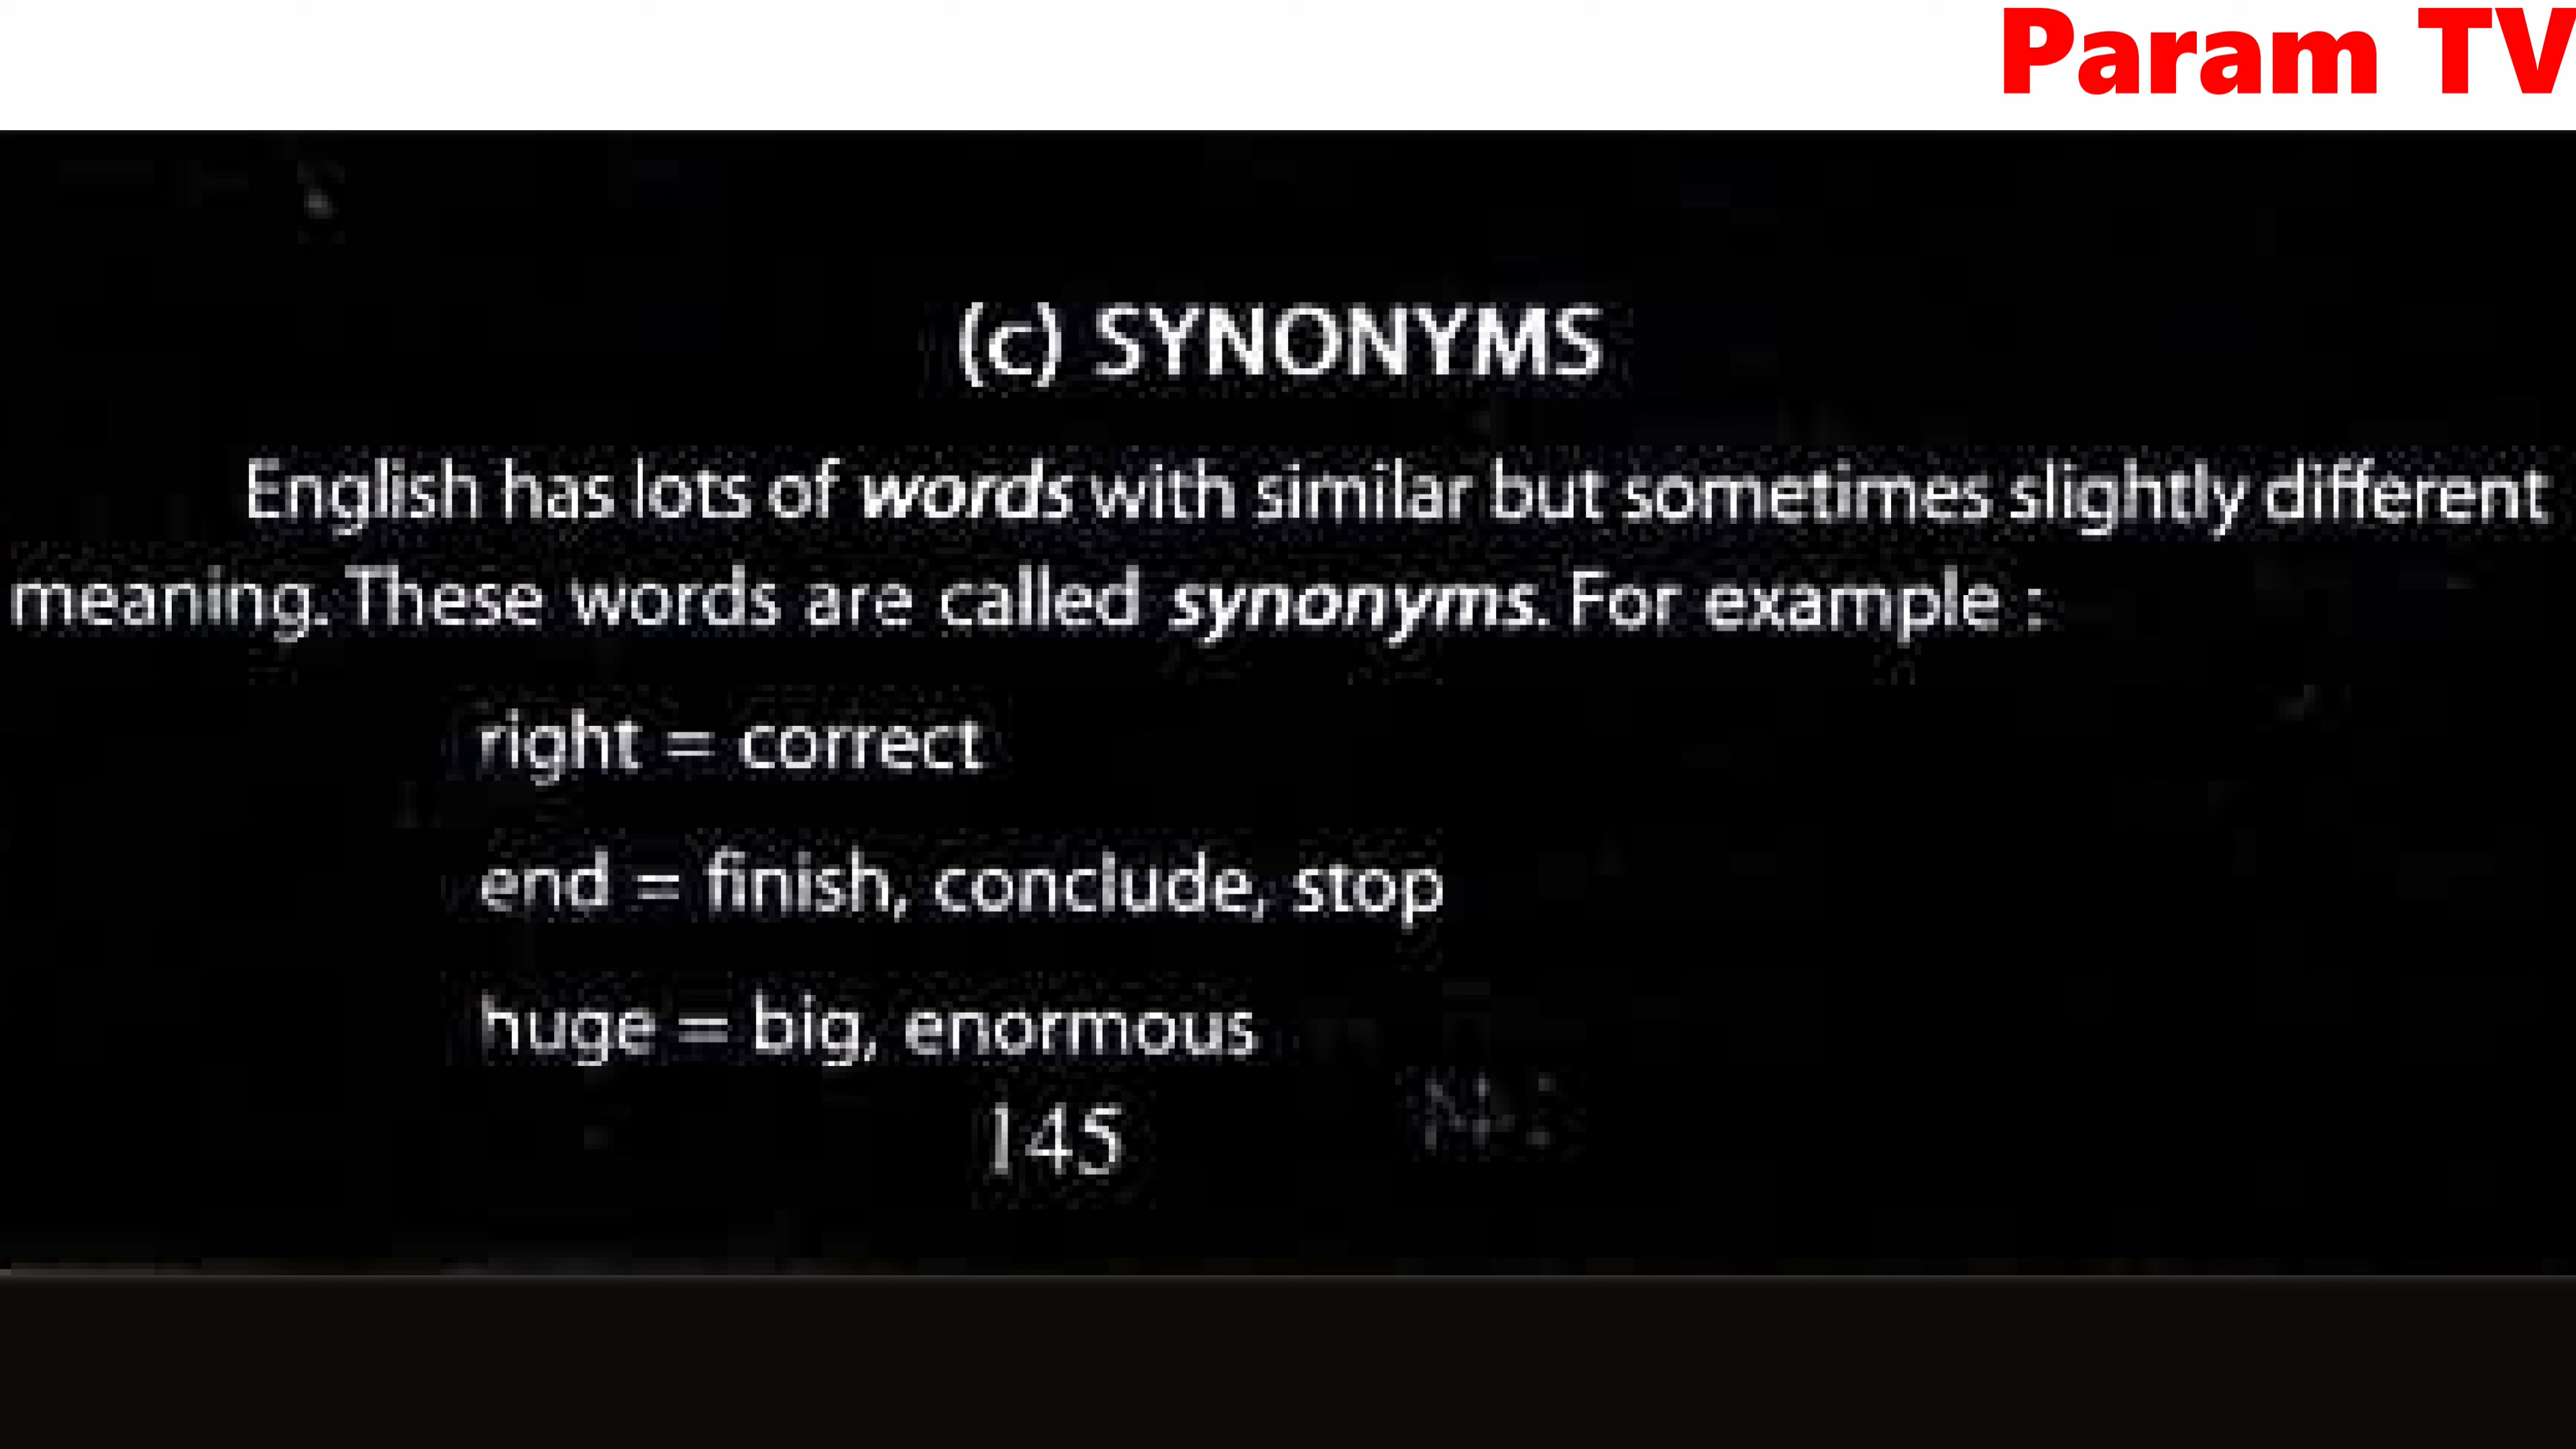 Param TV
(c) SYNONYMS
English has lots of words with similar but sometimes slightly different
meaning. These words are called synonyms. For example :
right = correct
end = finish, conclude, stop
huge = big, enormous
145